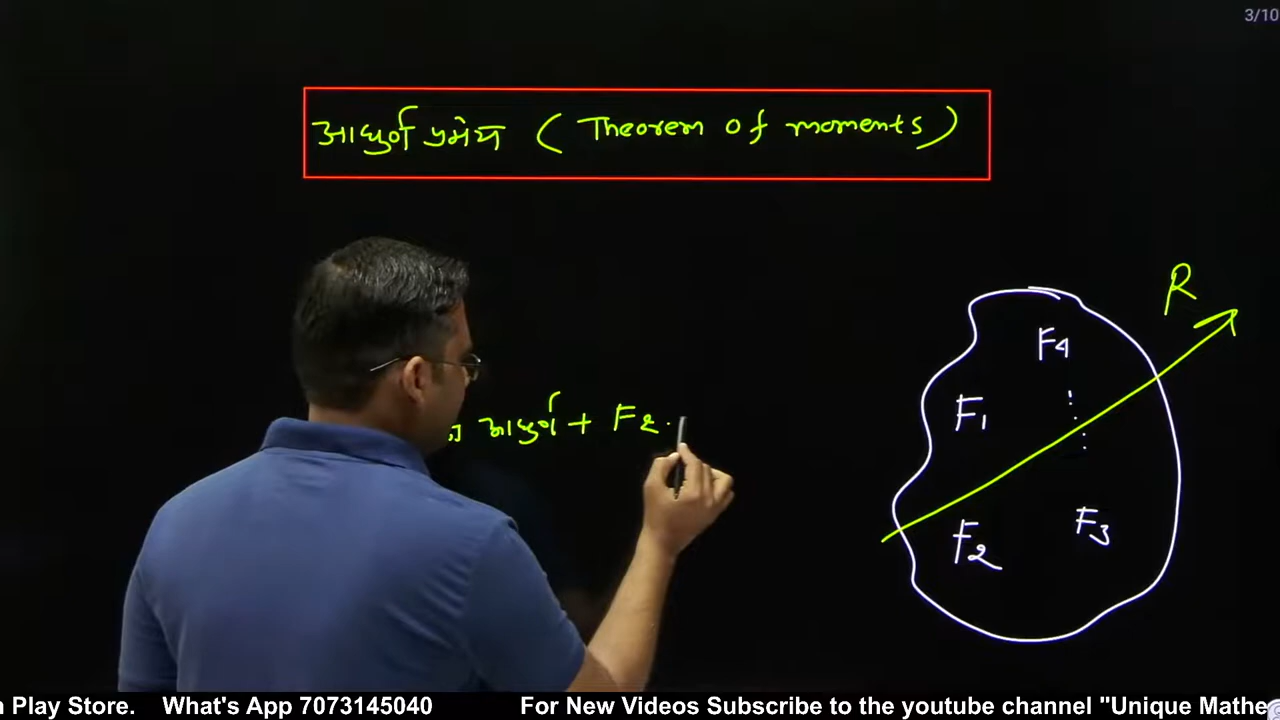 3/10
आघुर्ण प्रमेय ( Theorem of moments )
R
F4
F1
आघुर्ण + F2
F2
F3
n Play Store. What's App 7073145040 For New Videos Subscribe to the youtube channel "Unique Mathe